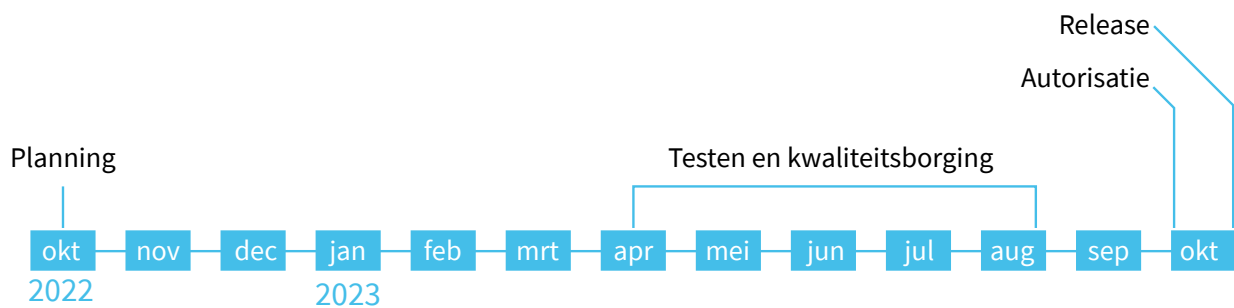 Release
Autorisatie
Planning
Testen en kwaliteitsborging
okt nov dec jan feb mrt apr mei jun jul aug sep okt
2022 2023